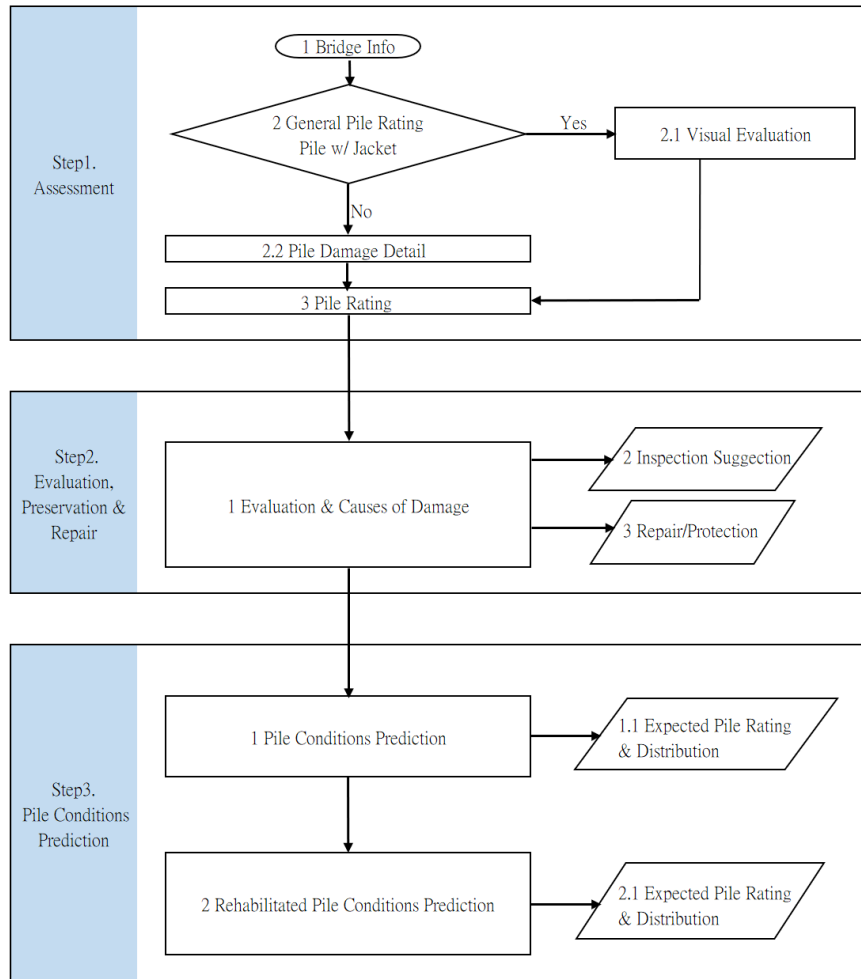 Step1.
Assessment
1 Bridge Info
2 General Pile Rating
Pile w/ Jacket
Yes
2.1 Visual Evaluation
No
2.2 Pile Damage Detail
3 Pile Rating
Step2.
Evaluation,
Preservation &
Repair
1 Evaluation & Causes of Damage
2 Inspection Suggestion
3 Repair/Protection
Step3.
Pile Conditions
Prediction
1 Pile Conditions Prediction
1.1 Expected Pile Rating
& Distribution
2 Rehabilitated Pile Conditions Prediction
2.1 Expected Pile Rating
& Distribution